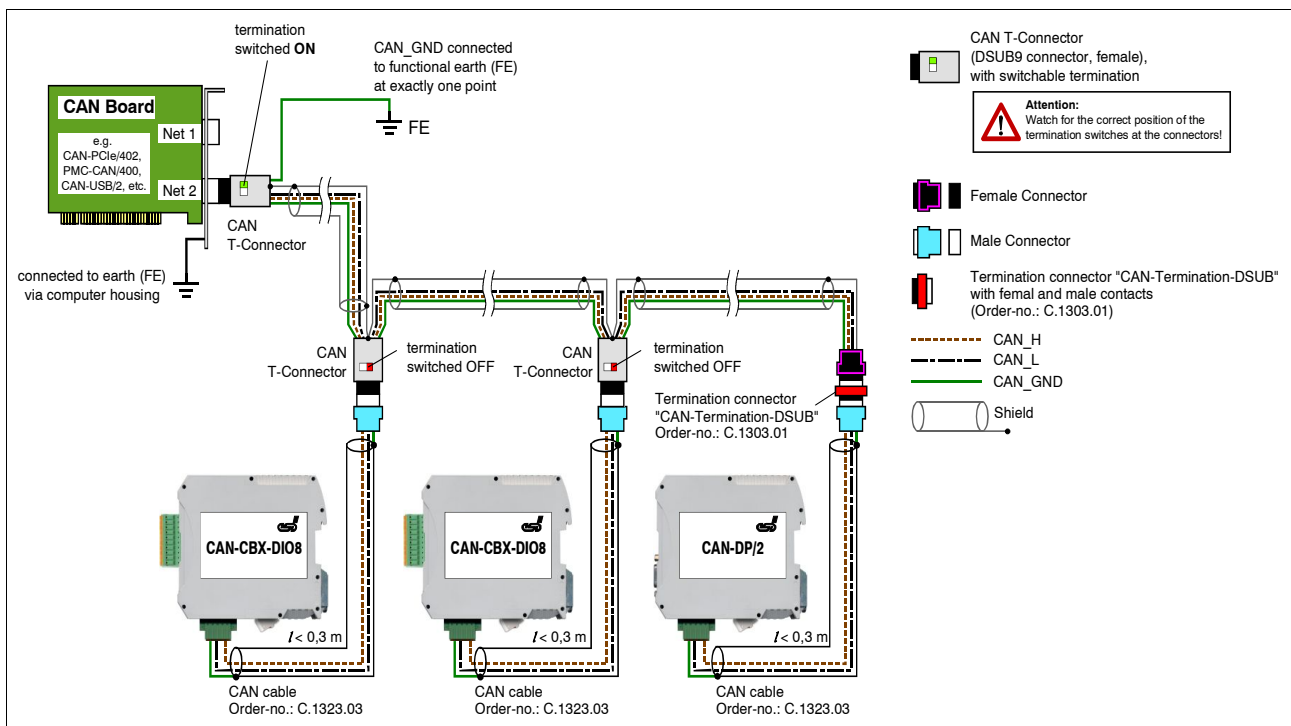 termination
switched ON
CAN_GND connected
to functional earth (FE)
at exactly one point
FE
CAN Board
e.g.
CAN-PCIe/402,
PMC-CAN/400,
CAN-USB/2, etc.
Net 1
Net 2
CAN
T-Connector
connected to earth (FE)
via computer housing
CAN T-Connector
(DSUB9 connector, female),
with switchable termination
Attention:
Watch for the correct position of the
termination switches at the connectors!
Female Connector
Male Connector
Termination connector "CAN-Termination-DSUB"
with femal and male contacts
(Order-no.: C.1303.01)
CAN_H
CAN_L
CAN_GND
Shield
CAN
T-Connector
termination
switched OFF
CAN
T-Connector
termination
switched OFF
Termination connector
"CAN-Termination-DSUB"
Order-no.: C.1303.01
esd
CAN-CBX-DIO8
esd
CAN-CBX-DIO8
esd
CAN-DP/2
l < 0,3 m
l < 0,3 m
l < 0,3 m
CAN cable
Order-no.: C.1323.03
CAN cable
Order-no.: C.1323.03
CAN cable
Order-no.: C.1323.03